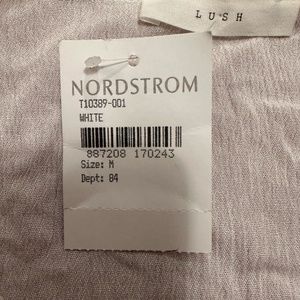 LUSH
NORDSTROM
T10389-001
WHITE
887208 170243
Size: M
Dept: 84